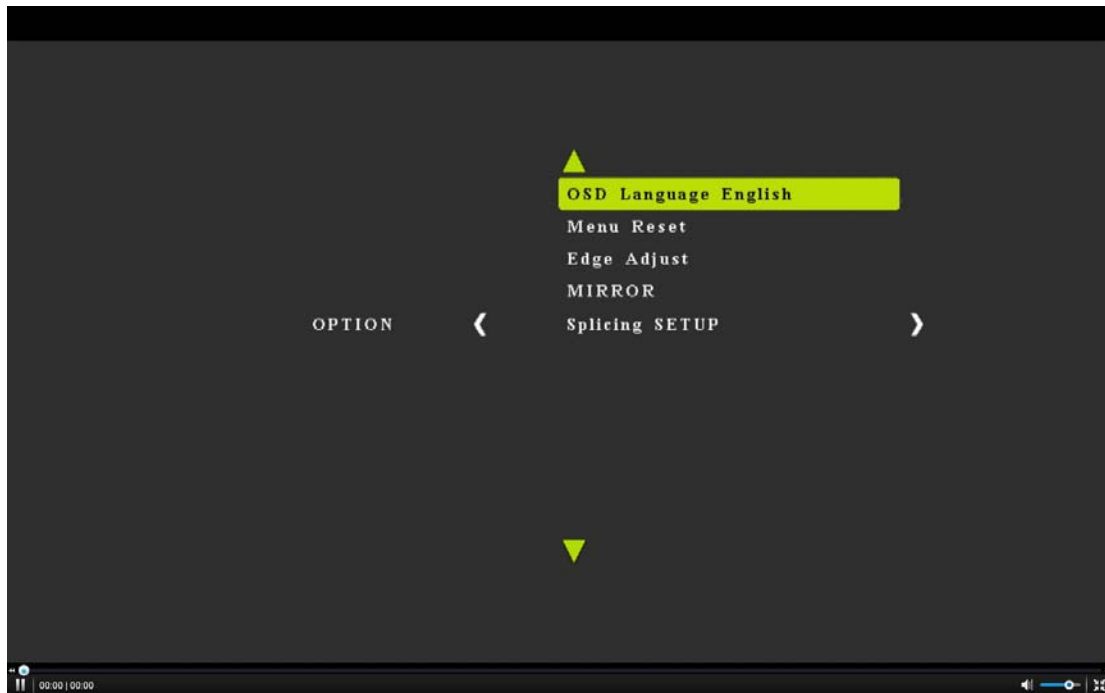 OSD Language English
Menu Reset
Edge Adjust
MIRROR
OPTION
Splicing SETUP
00:00 | 00:00